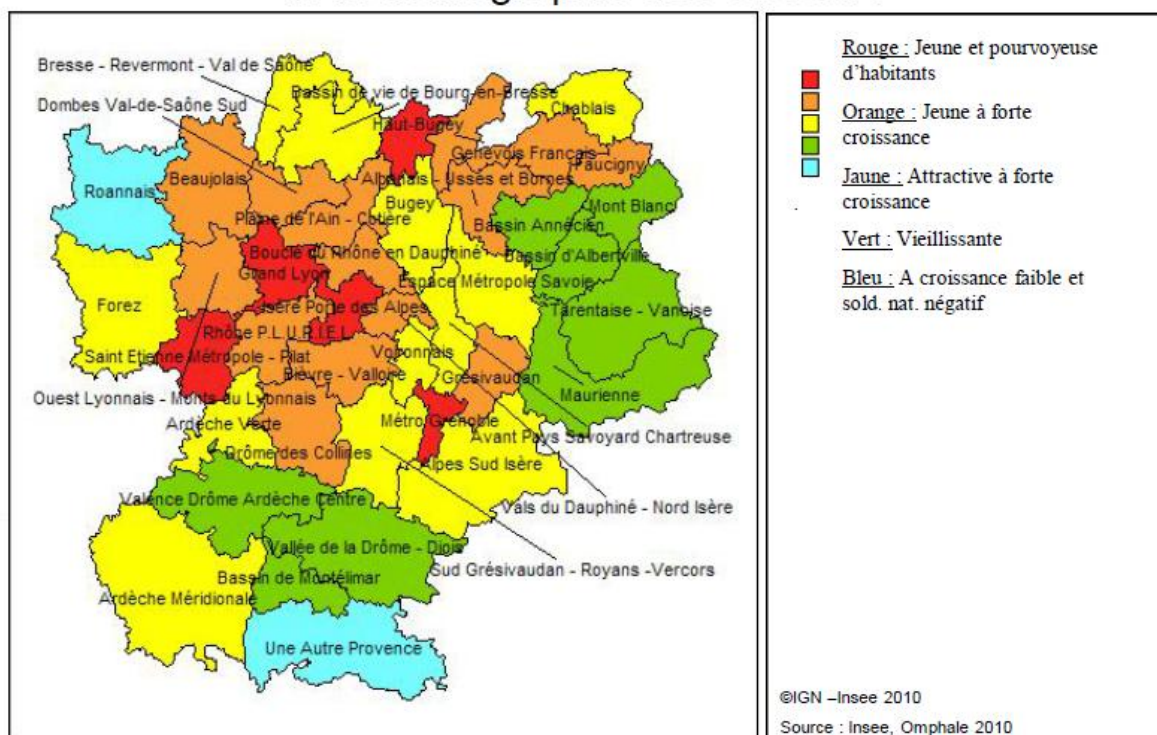 Bresse - Revermont - Val de Saône
Bassin de vie de Bourg-en-Bresse
Dombes Val-de-Saône Sud
Haut-Bugey
Chablais
Genevois Français
Faucigny
Roannais
Beaujolais
Albanais - Usses et Bornes
Bugey
Mont Blanc
Plaine de l'Ain - Cotière
Bassin Annécien
Boucle du Rhône en Dauphiné
Bassin d'Albertville
Grand Lyon
Espace Métropole Savoie
Forez
Isère Porte des Alpes
Tarentaise - Vanoise
Rhône P.L.U.R.I.E.L.
Saint Etienne Métropole - Pilat
Voironnais
Bièvre - Valloire
Grésivaudan
Ouest Lyonnais - Monts du Lyonnais
Maurienne
Ardèche Verte
Métro Grenoble
Avant Pays Savoyard Chartreuse
Drôme des Collines
Alpes Sud Isère
Valence Drôme Ardèche Centre
Vals du Dauphiné - Nord Isère
Vallée de la Drôme - Diois
Sud Grésivaudan - Royans -Vercors
Bassin de Montélimar
Ardèche Méridionale
Une Autre Provence
Rouge : Jeune et pourvoyeuse
d'habitants
Orange : Jeune à forte
croissance
Jaune : Attractive à forte
croissance
Vert : Vieillissante
Bleu : A croissance faible et
sold. nat. négatif
©IGN –Insee 2010
Source : Insee, Omphale 2010